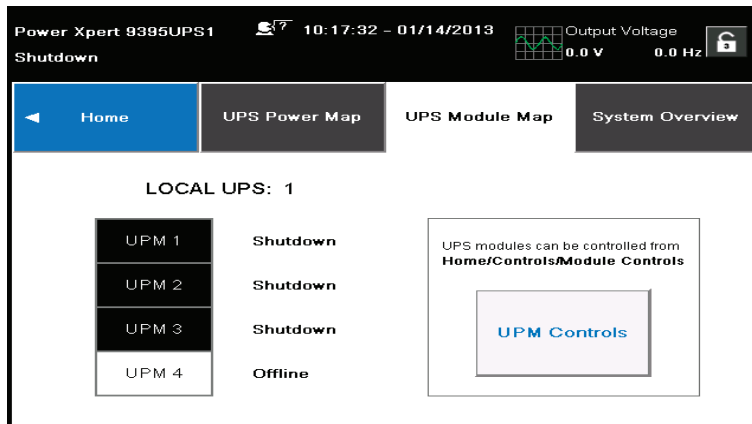 Power Xpert 9395UPS1
? 10:17:32 - 01/14/2013
Output Voltage
Shutdown
0.0 V 0.0 Hz
3
Home
UPS Power Map
UPS Module Map
System Overview
LOCAL UPS: 1
UPM 1 Shutdown
UPM 2 Shutdown
UPM 3 Shutdown
UPM 4 Offline
UPS modules can be controlled from
Home/Controls/Module Controls
UPM Controls